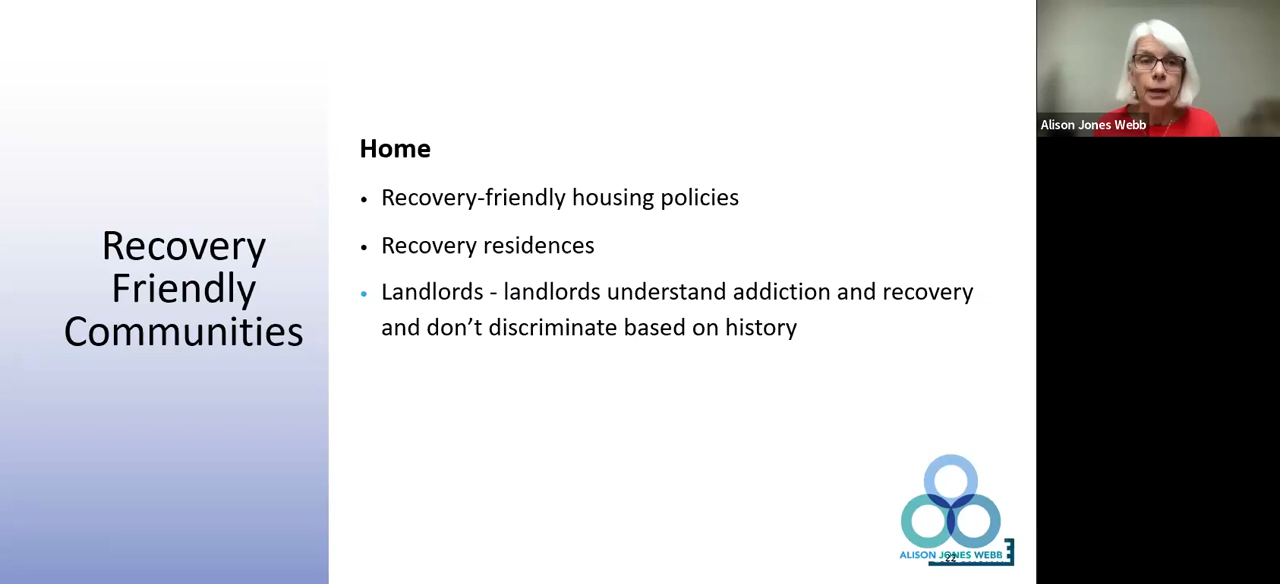 Alison Jones Webb
Home
• Recovery-friendly housing policies
• Recovery residences
• Landlords - landlords understand addiction and recovery
and don’t discriminate based on history
Recovery
Friendly
Communities
ALISON JONES WEBB
22